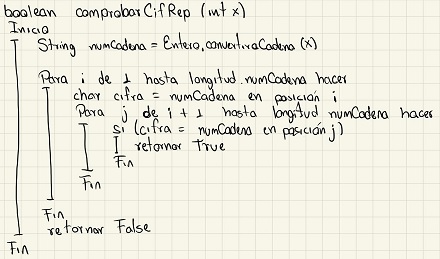 boolean comprobarCifRep (int x)
Inicio
String numCadena = Entero.convertiraCadena (x)
Para i de 1 hasta longitud numCadena hacer
char cifra = numCadena en posición i
Para j de i + 1 hasta longitud numCadena hacer
si (cifra = numCadena en posición j)
retornar True
Fin
Fin
Fin
retornar False
Fin